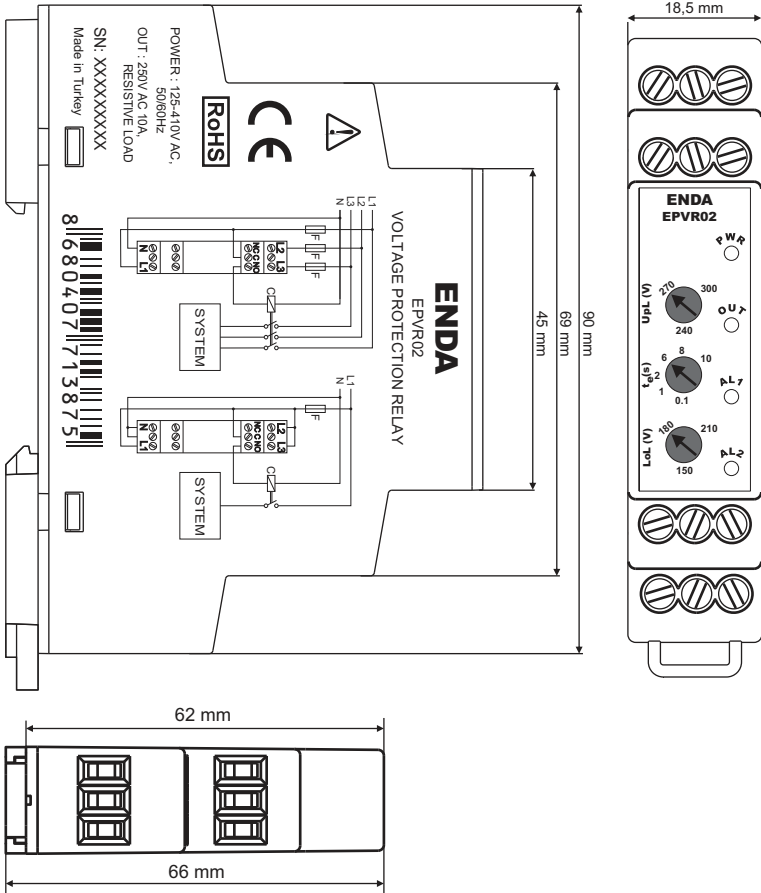 18,5 mm
ENDA
EPVR02
PWR
OUT
AL1
AL2
UpL (V)
270
300
240
te(s)
6
8
10
2
1
0.1
LoL (V)
180
210
150
90 mm
69 mm
45 mm
ENDA
EPVR02
VOLTAGE PROTECTION RELAY
L1
L2
L3
N
F
F
F
L2 L3
NC C NO
N L1
C
SYSTEM
L1
N
F
L2 L3
NC C NO
N L1
C
SYSTEM
CE
RoHS
POWER : 125-410V AC,
50/60Hz
OUT : 250V AC 10A,
RESISTIVE LOAD
SN: XXXXXXXXX
Made in Turkey
8 680407 713875
62 mm
66 mm